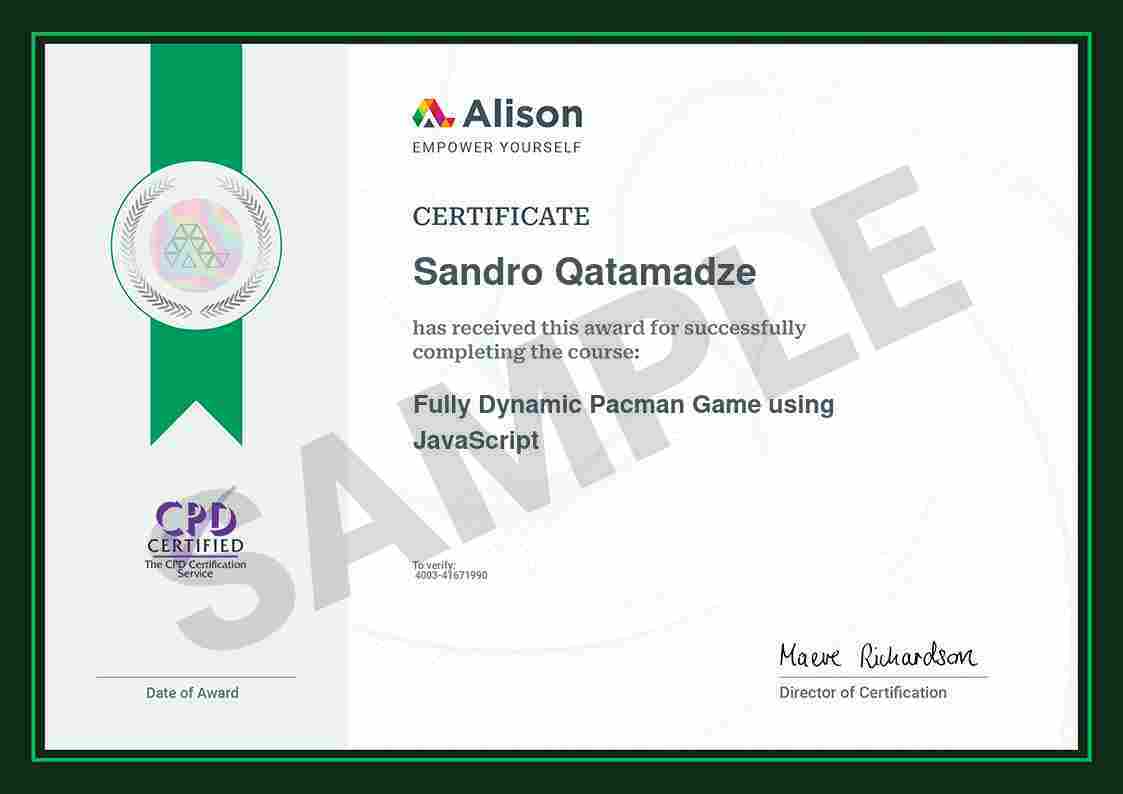 Alison
EMPOWER YOURSELF
CERTIFICATE
Sandro Qatamadze
has received this award for successfully
completing the course:
Fully Dynamic Pacman Game using
JavaScript
SAMPLE
CPD
CERTIFIED
The CPD Certification
Service
To verify:
4003-41671990
Maeve Richardson
Date of Award
Director of Certification